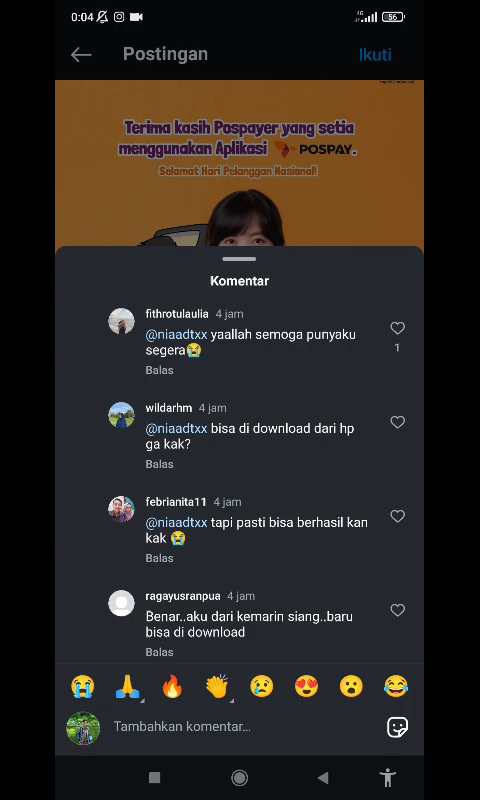 0:04
4G
56
Postingan
Ikuti
Terima kasih Pospayer yang setia
menggunakan Aplikasi POSPAY.
Selamat Hari Pelanggan Nasional!
Komentar
fithrotulaulia 4 jam
@niaadtxx yaallah semoga punyaku
segera😭
1
Balas
wildarhm 4 jam
@niaadtxx bisa di download dari hp
ga kak?
Balas
febrianita11 4 jam
@niaadtxx tapi pasti bisa berhasil kan
kak 😭
Balas
ragayusranpua 4 jam
Benar..aku dari kemarin siang..baru
bisa di download
Balas
😭 🙏 🔥 👏 😢 😍 😮 😂
Tambahkan komentar...